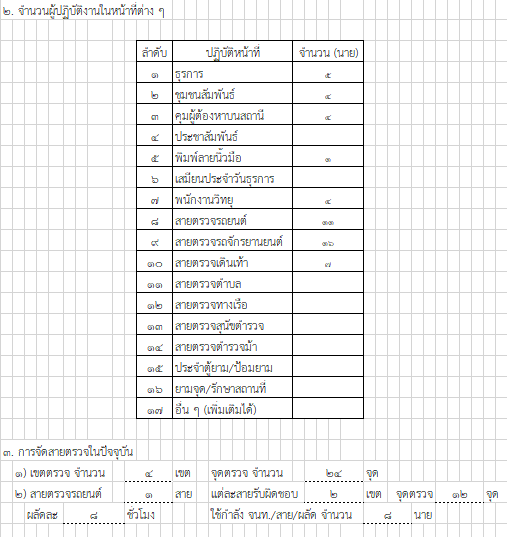 ๒. จำนวนผู้ปฏิบัติงานในหน้าที่ต่าง ๆ
ลำดับ ปฏิบัติหน้าที่ จำนวน (นาย)
๑ ธุรการ ๕
๒ ชุมชนสัมพันธ์ ๔
๓ คุมผู้ต้องหาบนสถานี ๔
๔ ประชาสัมพันธ์
๕ พิมพ์ลายนิ้วมือ ๑
๖ เสมียนประจำวันธุรการ
๗ พนักงานวิทยุ ๔
๘ สายตรวจรถยนต์ ๑๑
๙ สายตรวจรถจักรยานยนต์ ๑๖
๑๐ สายตรวจเดินเท้า ๗
๑๑ สายตรวจตำบล
๑๒ สายตรวจทางเรือ
๑๓ สายตรวจสุนัขตำรวจ
๑๔ สายตรวจตำรวจม้า
๑๕ ประจำตู้ยาม/ป้อมยาม
๑๖ ยามจุด/รักษาสถานที่
๑๗ อื่น ๆ (เพิ่มเติมได้)
๓. การจัดสายตรวจในปัจจุบัน
๑) เขตตรวจ จำนวน ๔ เขต จุดตรวจ จำนวน ๒๔ จุด
๒) สายตรวจรถยนต์ ๑ สาย แต่ละสายรับผิดชอบ ๒ เขต จุดตรวจ ๑๒ จุด
ผลัดละ ๘ ชั่วโมง ใช้กำลัง จนท./สาย/ผลัด จำนวน ๘ นาย